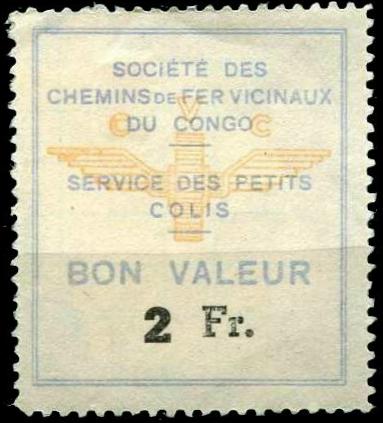 SOCIÉTÉ DES
CHEMINS DE FER VICINAUX
C V C
DU CONGO
SERVICE DES PETITS
COLIS
BON VALEUR
2 Fr.